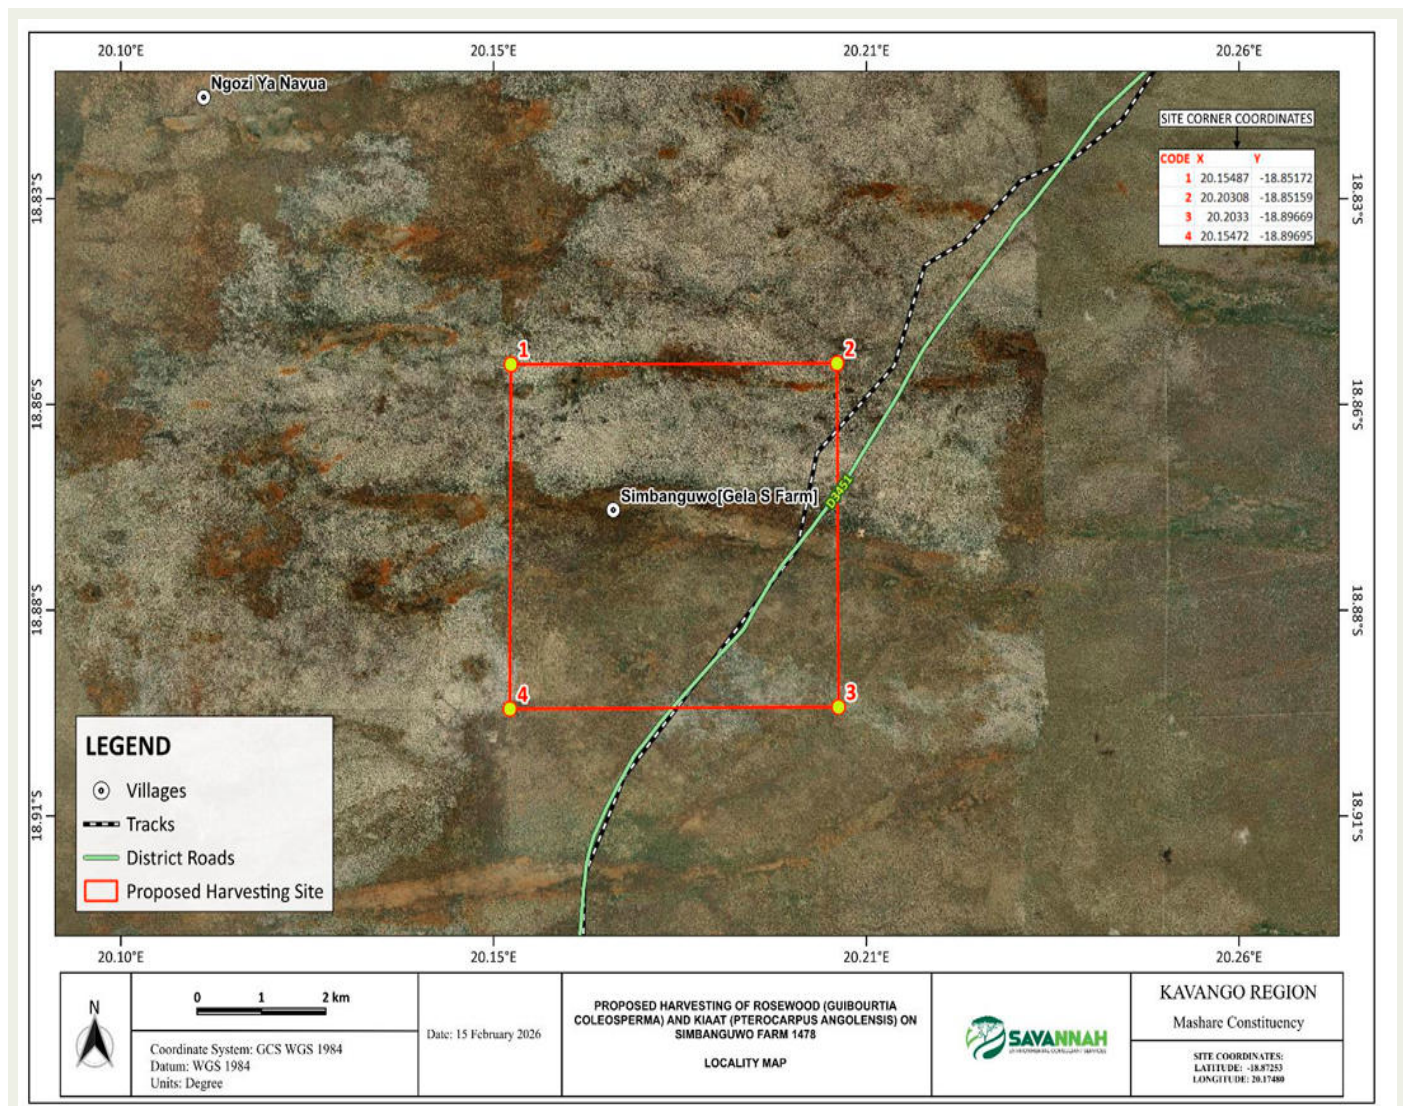 20.10°E 20.15°E 20.21°E 20.26°E
Ngozi Ya Navua
SITE CORNER COORDINATES
CODE X Y
1 20.15487 -18.85172
2 20.20308 -18.85159
3 20.2033 -18.89669
4 20.15472 -18.89695
18.83°S 18.83°S
1 2
18.86°S 18.86°S
Simbanguwo[Gela S Farm]
D3451
18.88°S 18.88°S
4 3
LEGEND
Villages
Tracks
District Roads
Proposed Harvesting Site
18.91°S 18.91°S
20.10°E 20.15°E 20.21°E 20.26°E
N
0 1 2 km
Coordinate System: GCS WGS 1984
Datum: WGS 1984
Units: Degree
Date: 15 February 2026
PROPOSED HARVESTING OF ROSEWOOD (GUIBOURTIA
COLEOSPERMA) AND KIAAT (PTEROCARPUS ANGOLENSIS) ON
SIMBANGUWO FARM 1478
LOCALITY MAP
SAVANNAH
ENVIRONMENTAL CONSULTANT SERVICES
KAVANGO REGION
Mashare Constituency
SITE COORDINATES:
LATITUDE: -18.87253
LONGITUDE: 20.17480